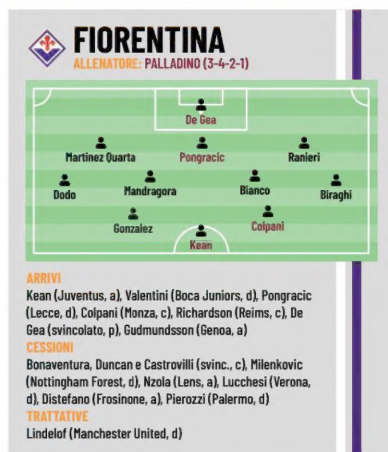 FIORENTINA
ALLENATORE: PALLADINO (3-4-2-1)
De Gea
Martinez Quarta Pongracic Ranieri
Dodo Mandragora Bianco Biraghi
Gonzalez Colpani
Kean
ARRIVI
Kean (Juventus, a), Valentini (Boca Juniors, d), Pongracic
(Lecce, d), Colpani (Monza, c), Richardson (Reims, c), De
Gea (svincolato, p), Gudmundsson (Genoa, a)
CESSIONI
Bonaventura, Duncan e Castrovilli (svinc., c), Milenkovic
(Nottingham Forest, d), Nzola (Lens, a), Lucchesi (Verona,
d), Distefano (Frosinone, a), Pierozzi (Palermo, d)
TRATTATIVE
Lindelof (Manchester United, d)